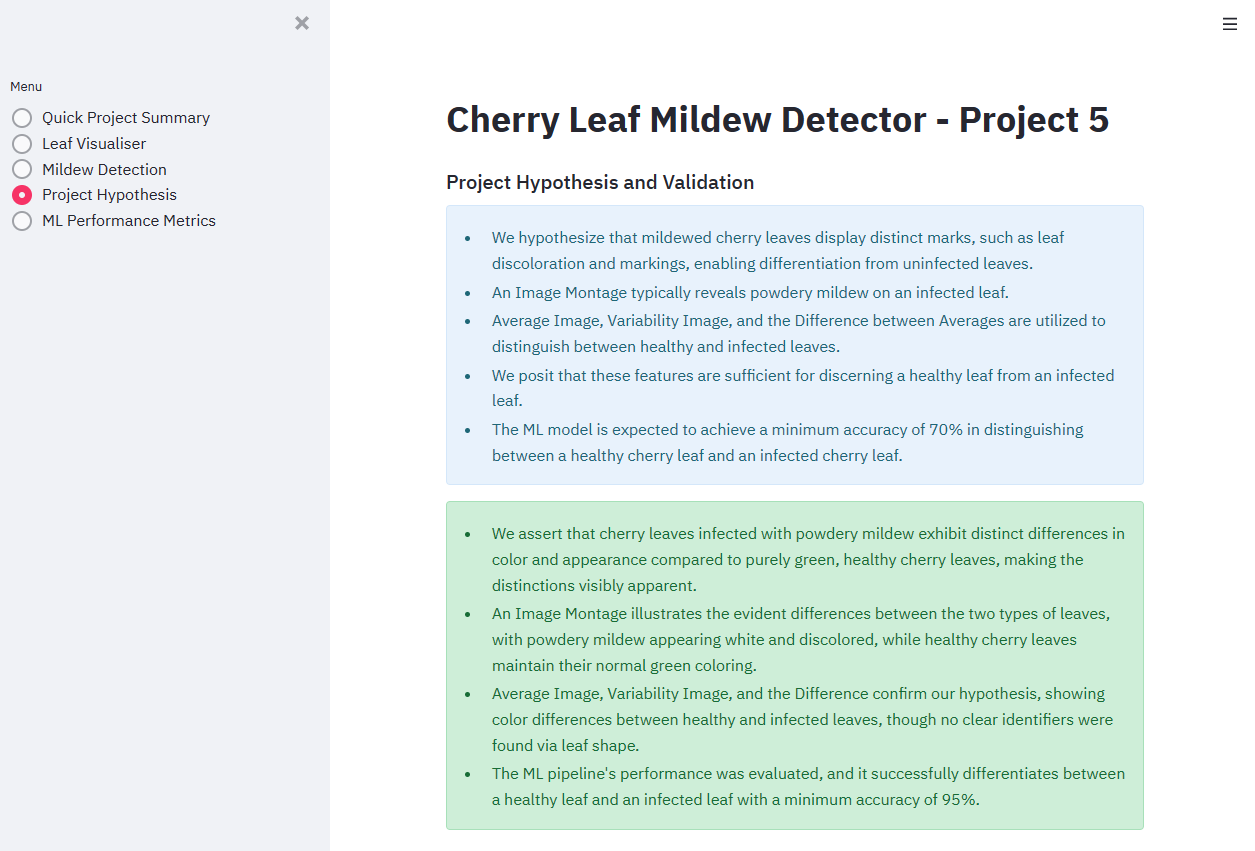 Menu
Quick Project Summary
Leaf Visualiser
Mildew Detection
Project Hypothesis
ML Performance Metrics
Cherry Leaf Mildew Detector - Project 5
Project Hypothesis and Validation
• We hypothesize that mildewed cherry leaves display distinct marks, such as leaf
discoloration and markings, enabling differentiation from uninfected leaves.
• An Image Montage typically reveals powdery mildew on an infected leaf.
• Average Image, Variability Image, and the Difference between Averages are utilized to
distinguish between healthy and infected leaves.
• We posit that these features are sufficient for discerning a healthy leaf from an infected
leaf.
• The ML model is expected to achieve a minimum accuracy of 70% in distinguishing
between a healthy cherry leaf and an infected cherry leaf.
• We assert that cherry leaves infected with powdery mildew exhibit distinct differences in
color and appearance compared to purely green, healthy cherry leaves, making the
distinctions visibly apparent.
• An Image Montage illustrates the evident differences between the two types of leaves,
with powdery mildew appearing white and discolored, while healthy cherry leaves
maintain their normal green coloring.
• Average Image, Variability Image, and the Difference confirm our hypothesis, showing
color differences between healthy and infected leaves, though no clear identifiers were
found via leaf shape.
• The ML pipeline's performance was evaluated, and it successfully differentiates between
a healthy leaf and an infected leaf with a minimum accuracy of 95%.